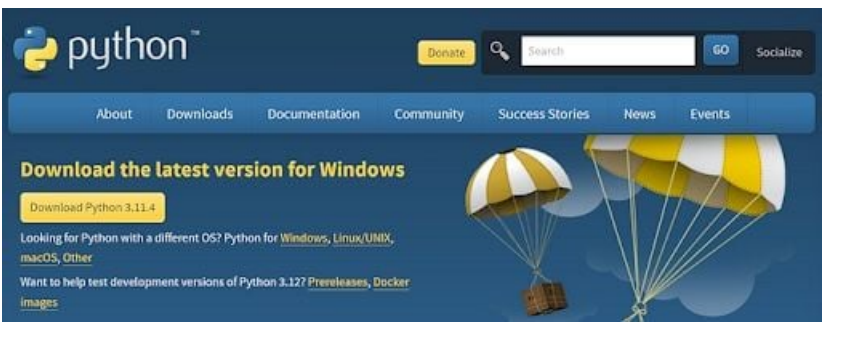 python™
Donate
Search
GO
Socialize
About Downloads Documentation Community Success Stories News Events
Download the latest version for Windows
Download Python 3.11.4
Looking for Python with a different OS? Python for Windows, Linux/UNIX,
macOS, Other
Want to help test development versions of Python 3.12? Prereleases, Docker
images